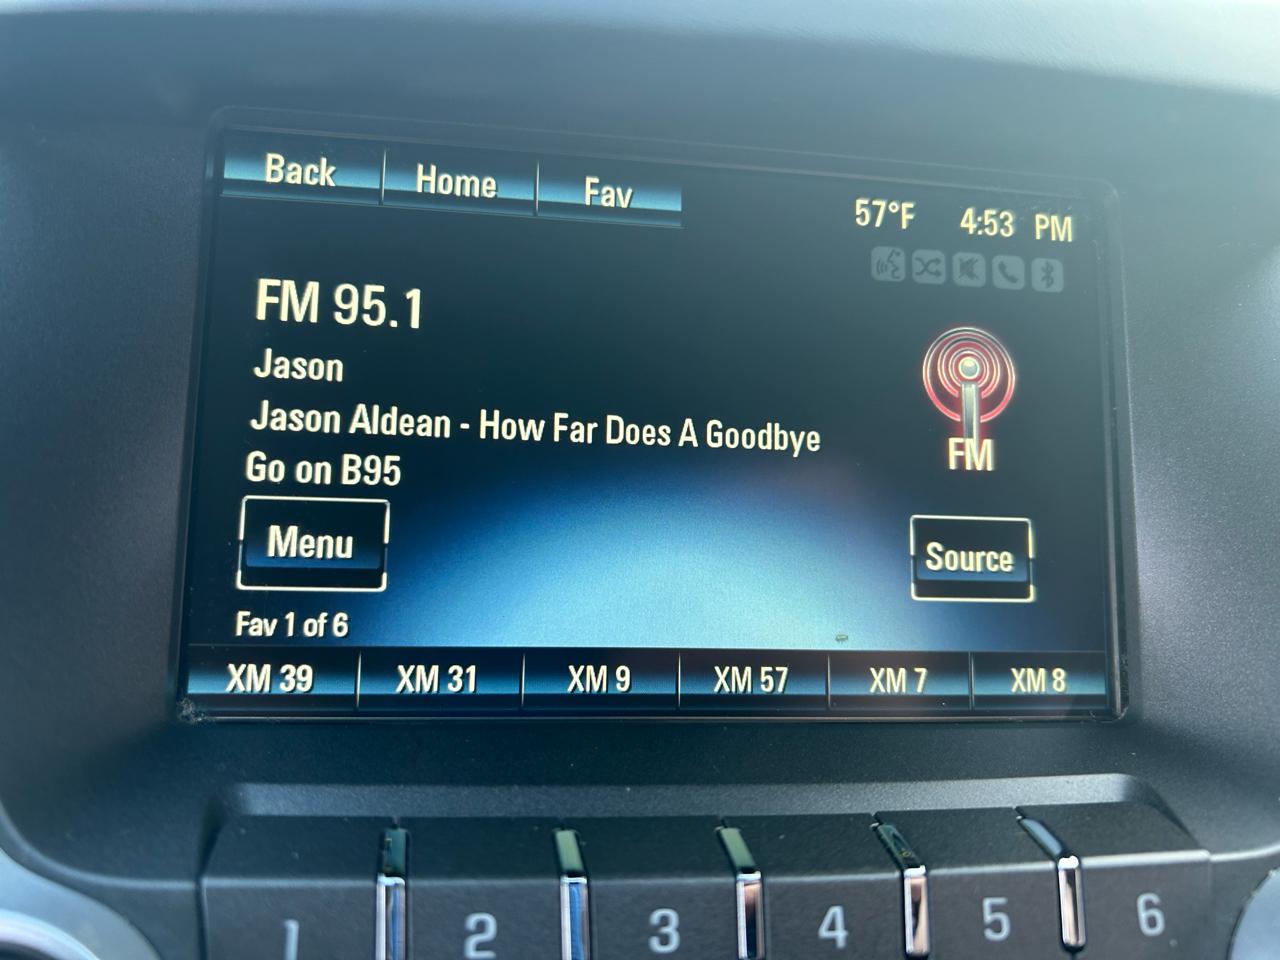 Back Home Fav
57°F 4:53 PM
FM 95.1
Jason
Jason Aldean - How Far Does A Goodbye
Go on B95
FM
Menu
Source
Fav 1 of 6
XM 39 XM 31 XM 9 XM 57 XM 7 XM 8
1 2 3 4 5 6